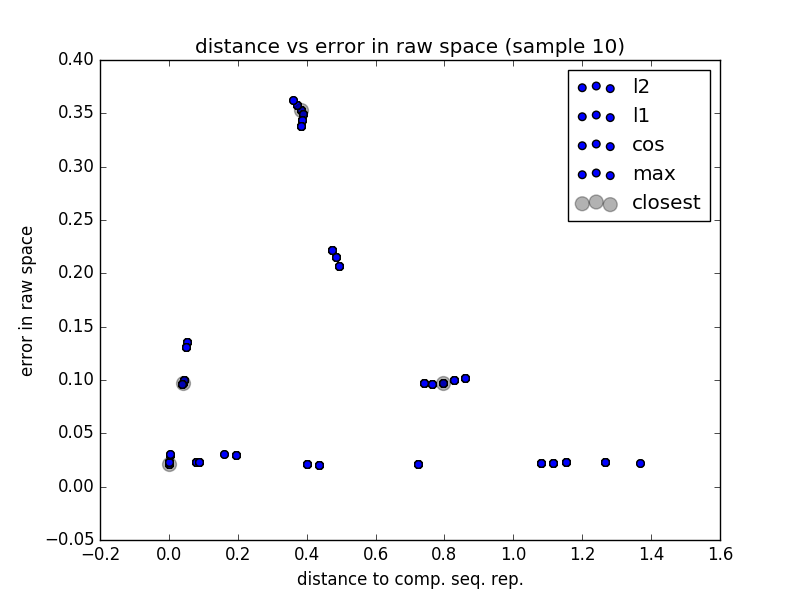 distance vs error in raw space (sample 10)
0.40
0.35
0.30
0.25
0.20
0.15
0.10
0.05
0.00
−0.05
error in raw space
l2
l1
cos
max
closest
−0.2 0.0 0.2 0.4 0.6 0.8 1.0 1.2 1.4 1.6
distance to comp. seq. rep.